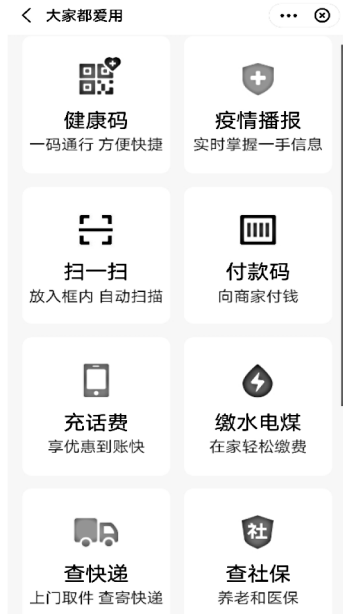 大家都爱用
健康码
疫情播报
一码通行 方便快捷
实时掌握一手信息
扫一扫
付款码
放入框内 自动扫描
向商家付钱
充话费
缴水电煤
享优惠到账快
在家轻松缴费
社
查快递
查社保
上门取件 查寄快递
养老和医保